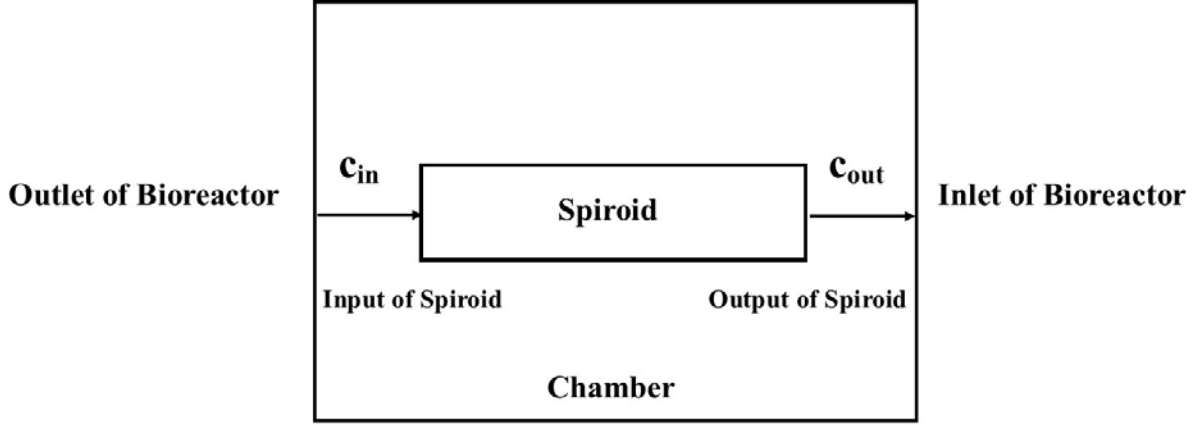 c_in
c_out
Outlet of Bioreactor
Spiroid
Inlet of Bioreactor
Input of Spiroid
Output of Spiroid
Chamber